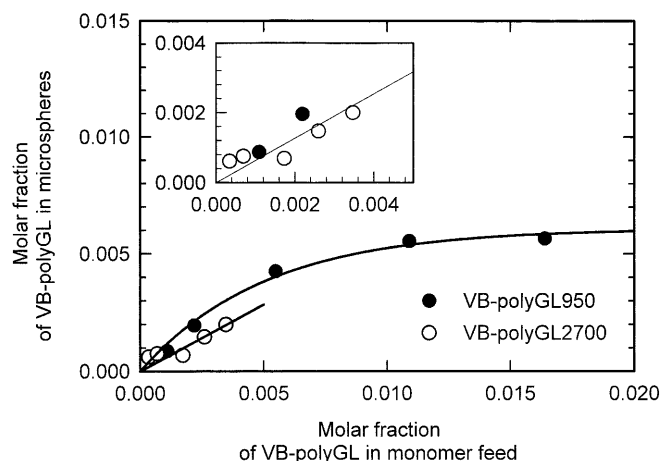 0.015
0.010
0.005
0.000
0.000 0.005 0.010 0.015 0.020
Molar fraction
of VB-polyGL in microspheres
Molar fraction
of VB-polyGL in monomer feed
0.004
0.002
0.000
0.000 0.002 0.004
VB-polyGL950
VB-polyGL2700